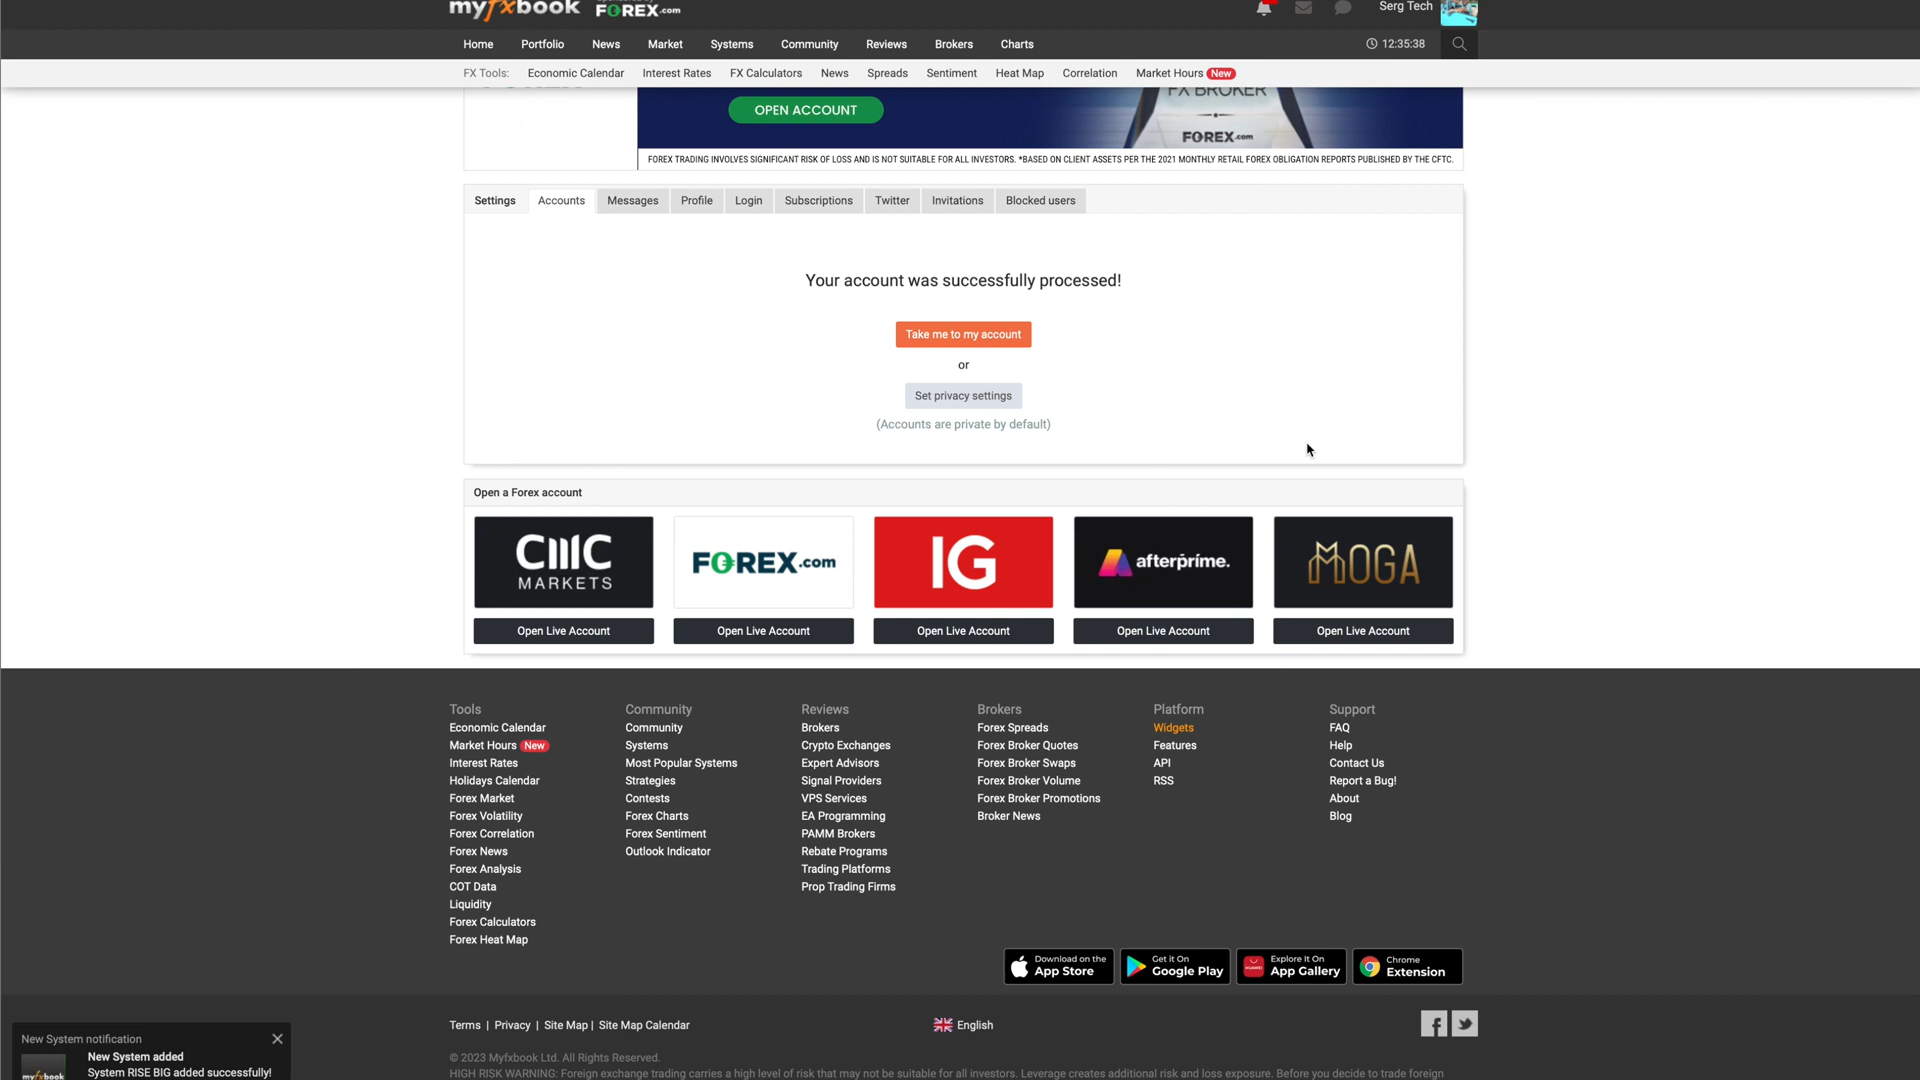 myfxbook FOREX.com
Serg Tech
Home Portfolio News Market Systems Community Reviews Brokers Charts 12:35:38
FX Tools: Economic Calendar Interest Rates FX Calculators News Spreads Sentiment Heat Map Correlation Market Hours New
FX BROKER
OPEN ACCOUNT
FOREX.com
FOREX TRADING INVOLVES SIGNIFICANT RISK OF LOSS AND IS NOT SUITABLE FOR ALL INVESTORS. *BASED ON CLIENT ASSETS PER THE 2021 MONTHLY RETAIL FOREX OBLIGATION REPORTS PUBLISHED BY THE CFTC.
Settings Accounts Messages Profile Login Subscriptions Twitter Invitations Blocked users
Your account was successfully processed!
Take me to my account
or
Set privacy settings
(Accounts are private by default)
Open a Forex account
CMC MARKETS FOREX.com IG afterprime. MOGA
Open Live Account Open Live Account Open Live Account Open Live Account Open Live Account
Tools Community Reviews Brokers Platform Support
Economic Calendar Community Brokers Forex Spreads Widgets FAQ
Market Hours New Systems Crypto Exchanges Forex Broker Quotes Features Help
Interest Rates Most Popular Systems Expert Advisors Forex Broker Swaps API Contact Us
Holidays Calendar Strategies Signal Providers Forex Broker Volume RSS Report a Bug!
Forex Market Contests VPS Services Forex Broker Promotions About
Forex Volatility Forex Charts EA Programming Broker News Blog
Forex Correlation Forex Sentiment PAMM Brokers
Forex News Outlook Indicator Rebate Programs
Forex Analysis Trading Platforms
COT Data Prop Trading Firms
Liquidity
Forex Calculators
Forex Heat Map
Download on the App Store Get it On Google Play Explore It On App Gallery Chrome Extension
Terms | Privacy | Site Map | Site Map Calendar English
New System notification
New System added
System RISE BIG added successfully!
myfxbook
© 2023 Myfxbook Ltd. All Rights Reserved.
HIGH RISK WARNING: Foreign exchange trading carries a high level of risk that may not be suitable for all investors. Leverage creates additional risk and loss exposure. Before you decide to trade foreign